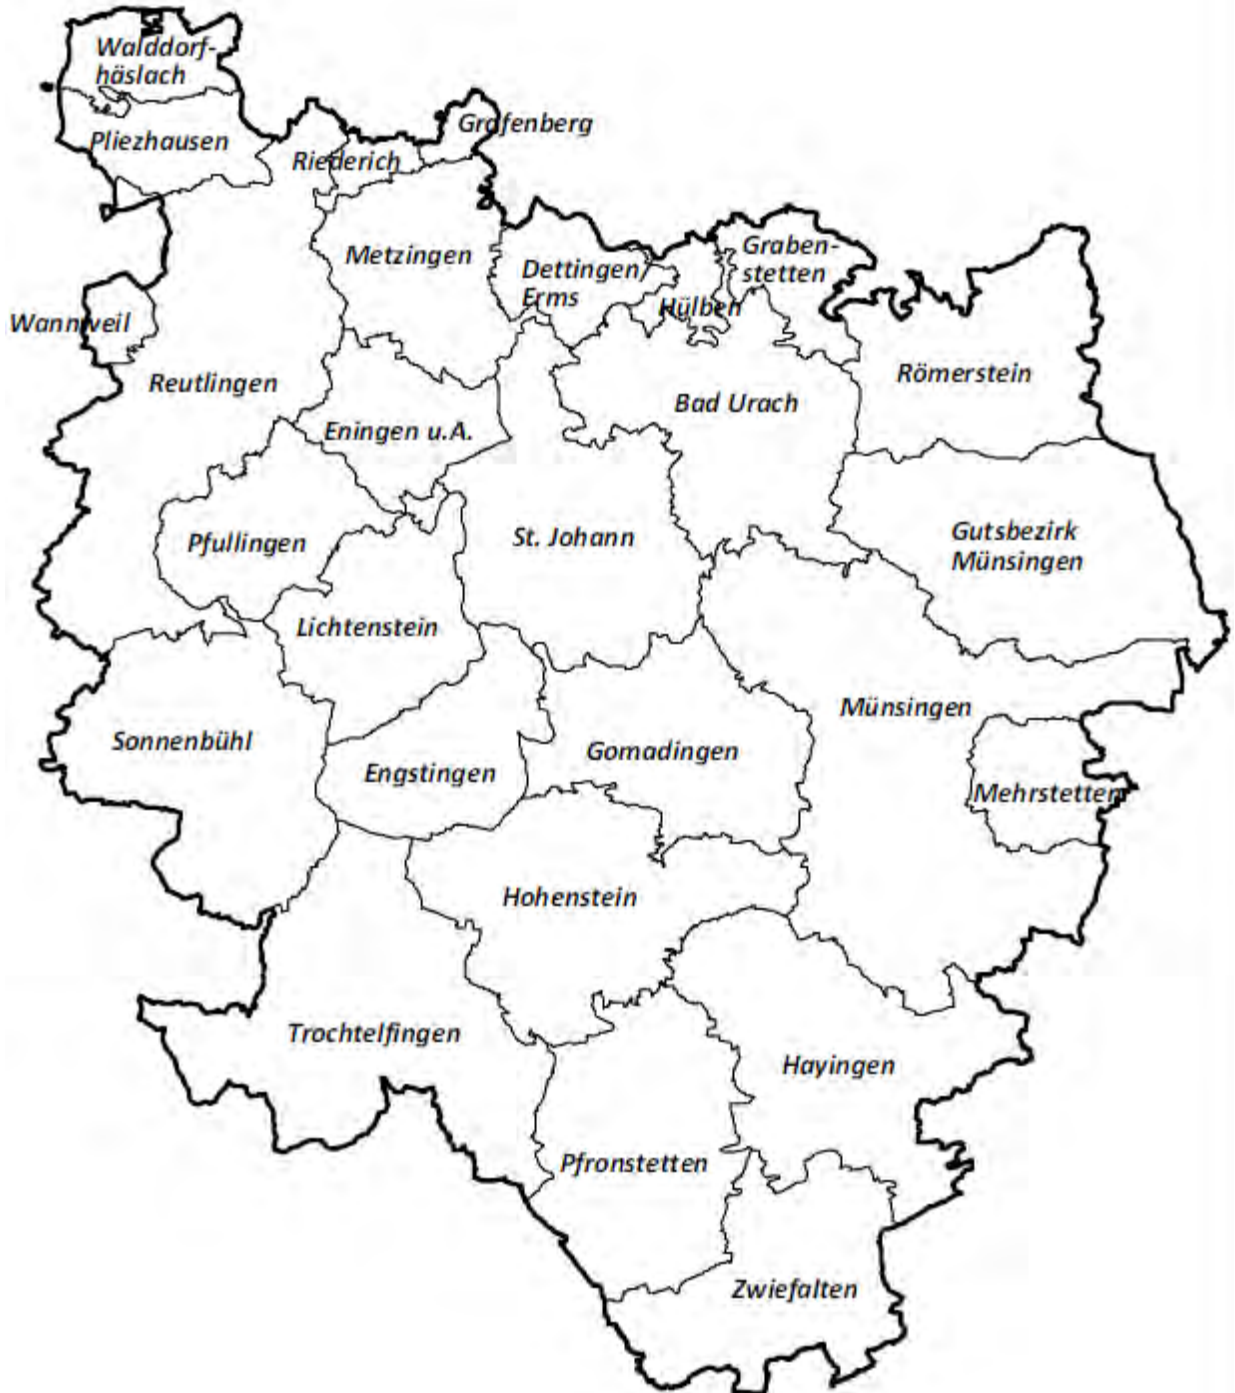 Walddorf-
häslach
Pliezhausen
Grafenberg
Riederich
Metzingen
Dettingen/
Erms
Hülben
Graben-
stetten
Wannweil
Reutlingen
Römerstein
Bad Urach
Eningen u.A.
Pfullingen
St. Johann
Gutsbezirk
Münsingen
Lichtenstein
Münsingen
Sonnenbühl
Engstingen
Gomadingen
Mehrstetten
Hohenstein
Trochtelfingen
Hayingen
Pfronstetten
Zwiefalten